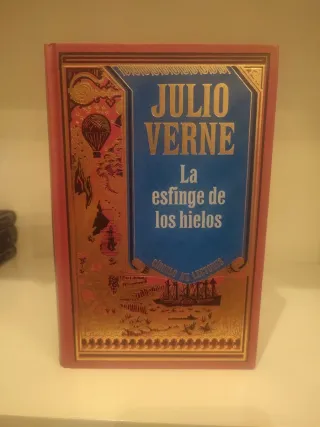 JULIO
VERNE
La
esfinge de
los hielos